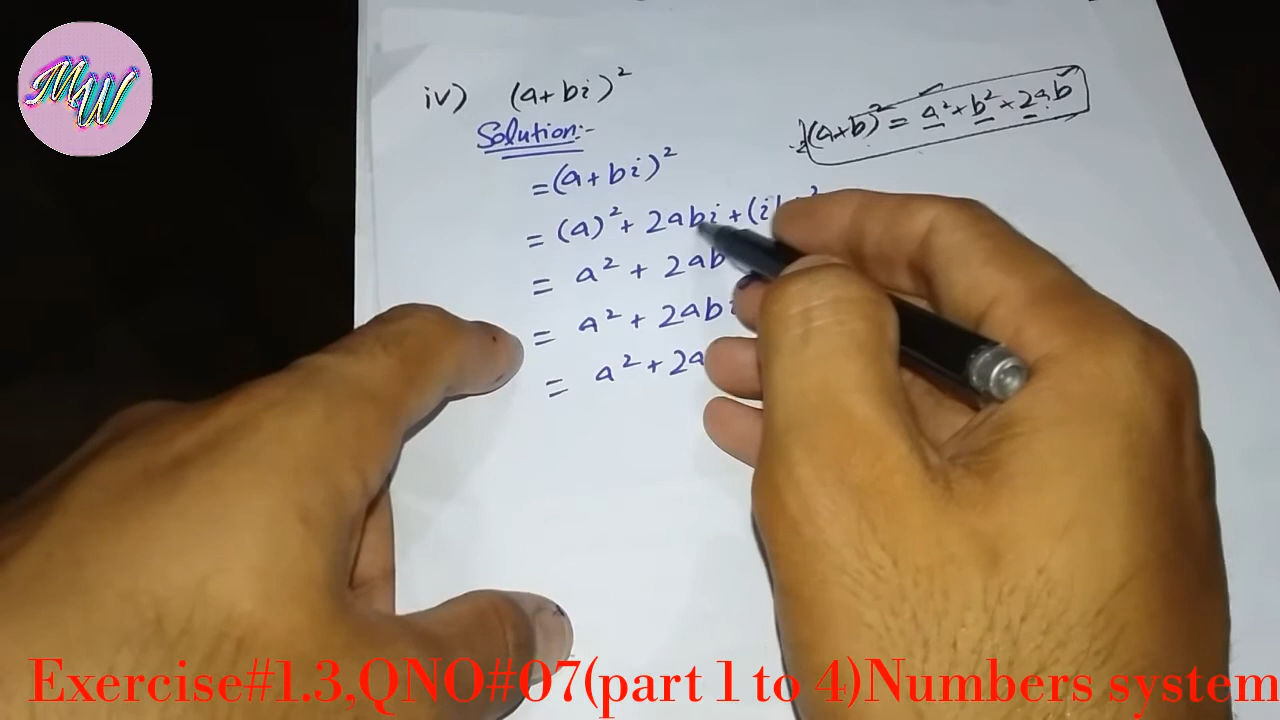 MW
iv) (a+bi)²
(a+b)² = a²+b²+2ab
Solution:-
=(a+bi)²
= (a)²+2abi+(i
= a²+2ab
= a²+2abi
= a²+2a
Exercise#1.3,QNO#07(part 1 to 4)Numbers system